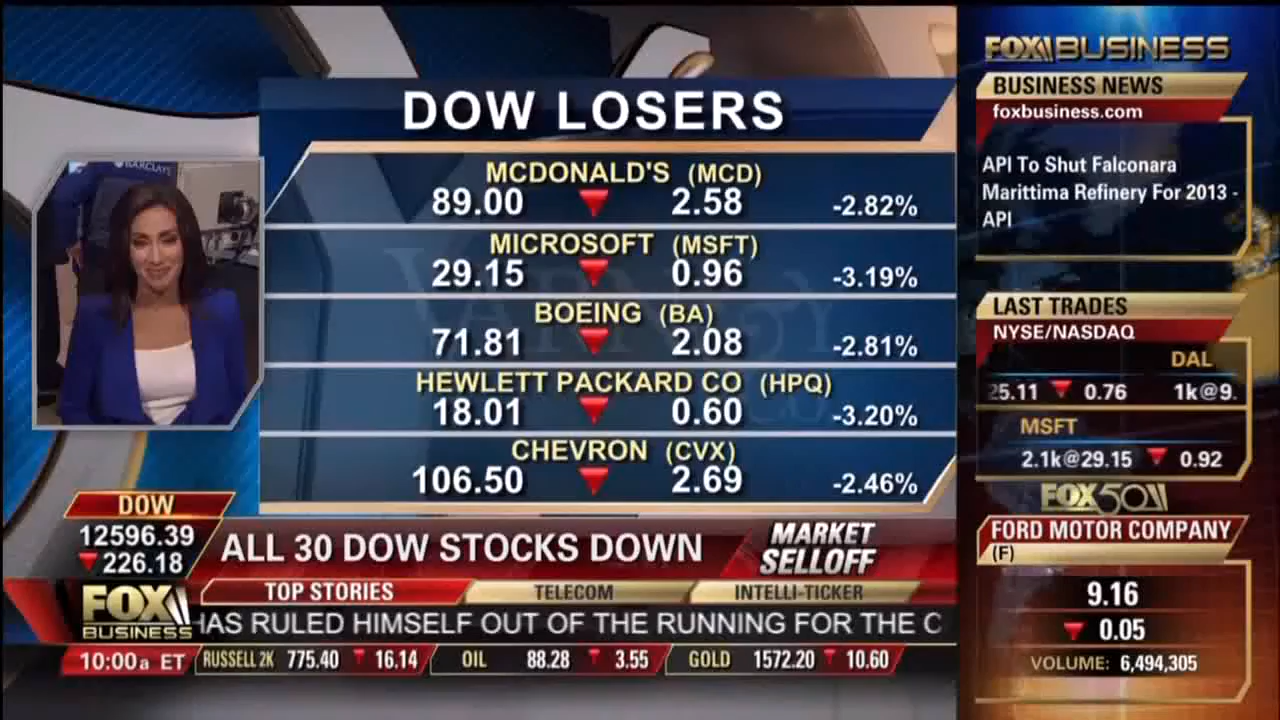 BARCLAYS
DOW LOSERS
MCDONALD'S (MCD)
89.00 2.58 -2.82%
MICROSOFT (MSFT)
29.15 0.96 -3.19%
BOEING (BA)
71.81 2.08 -2.81%
HEWLETT PACKARD CO (HPQ)
18.01 0.60 -3.20%
CHEVRON (CVX)
106.50 2.69 -2.46%
DOW
12596.39
226.18
ALL 30 DOW STOCKS DOWN
MARKET
SELLOFF
TOP STORIES TELECOM INTELLI-TICKER
FOX
BUSINESS
HAS RULED HIMSELF OUT OF THE RUNNING FOR THE C
10:00a ET RUSSELL 2K 775.40 16.14 OIL 88.28 3.55 GOLD 1572.20 10.60
FOX BUSINESS
BUSINESS NEWS
foxbusiness.com
API To Shut Falconara
Marittima Refinery For 2013 -
API
LAST TRADES
NYSE/NASDAQ
DAL
25.11 0.76 1k@9.
MSFT
2.1k@29.15 0.92
FOX 50
FORD MOTOR COMPANY
(F)
9.16
0.05
VOLUME: 6,494,305